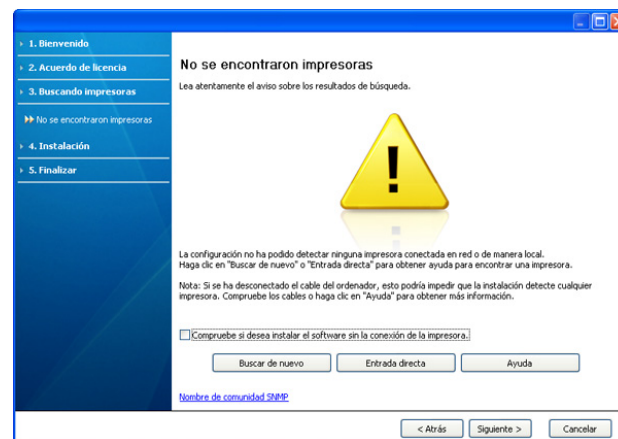 1. Bienvenido
2. Acuerdo de licencia
3. Buscando impresoras
No se encontraron impresoras
4. Instalación
5. Finalizar
No se encontraron impresoras
Lea atentamente el aviso sobre los resultados de búsqueda.
!
La configuración no ha podido detectar ninguna impresora conectada en red o de manera local.
Haga clic en "Buscar de nuevo" o "Entrada directa" para obtener ayuda para encontrar una impresora.
Nota: Si se ha desconectado el cable del ordenador, esto podría impedir que la instalación detecte cualquier
impresora. Compruebe los cables o haga clic en "Ayuda" para obtener más información.
Compruebe si desea instalar el software sin la conexión de la impresora.
Buscar de nuevo
Entrada directa
Ayuda
Nombre de comunidad SNMP
< Atrás
Siguiente >
Cancelar